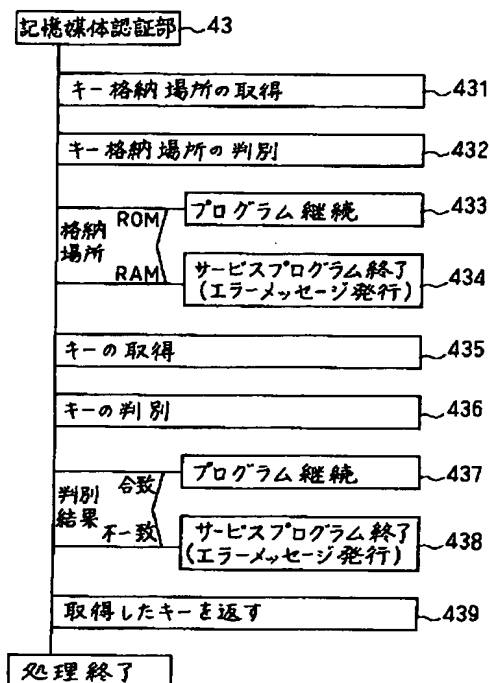 記憶媒体認証部 43
キー格納場所の取得 431
キー格納場所の判別 432
格納場所
ROM
プログラム継続 433
RAM
サービスプログラム終了
(エラーメッセージ発行) 434
キーの取得 435
キーの判別 436
判別結果
合致
プログラム継続 437
不一致
サービスプログラム終了
(エラーメッセージ発行) 438
取得したキーを返す 439
処理終了